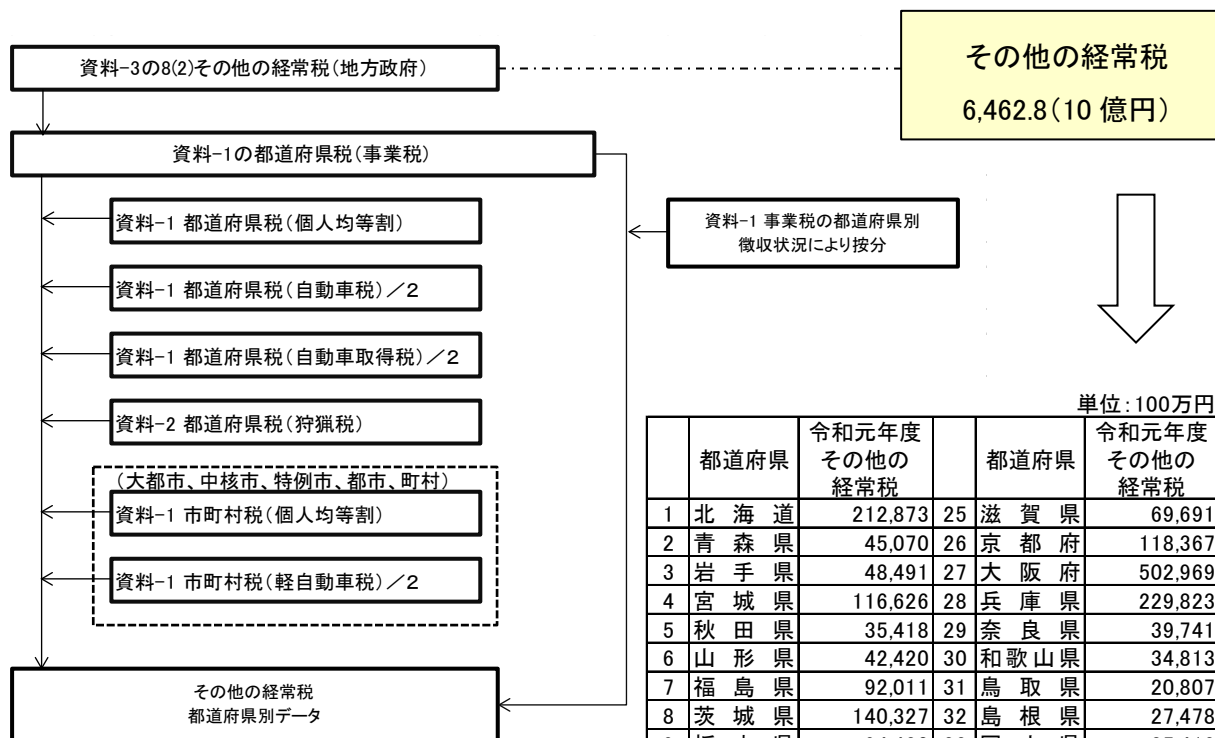 資料-3の8(2)その他の経常税(地方政府)
その他の経常税
6,462.8(10 億円)
資料-1の都道府県税(事業税)
資料-1 都道府県税(個人均等割)
資料-1 事業税の都道府県別
徴収状況により按分
資料-1 都道府県税(自動車税)/2
資料-1 都道府県税(自動車取得税)/2
資料-2 都道府県税(狩猟税)
(大都市、中核市、特例市、都市、町村)
資料-1 市町村税(個人均等割)
資料-1 市町村税(軽自動車税)/2
その他の経常税
都道府県別データ
単位:100万円
都道府県 令和元年度 その他の 経常税 都道府県 令和元年度 その他の 経常税
1 北海道 212,873 25 滋賀県 69,691
2 青森県 45,070 26 京都府 118,367
3 岩手県 48,491 27 大阪府 502,969
4 宮城県 116,626 28 兵庫県 229,823
5 秋田県 35,418 29 奈良県 39,741
6 山形県 42,420 30 和歌山県 34,813
7 福島県 92,011 31 鳥取県 20,807
8 茨城県 140,327 32 島根県 27,478